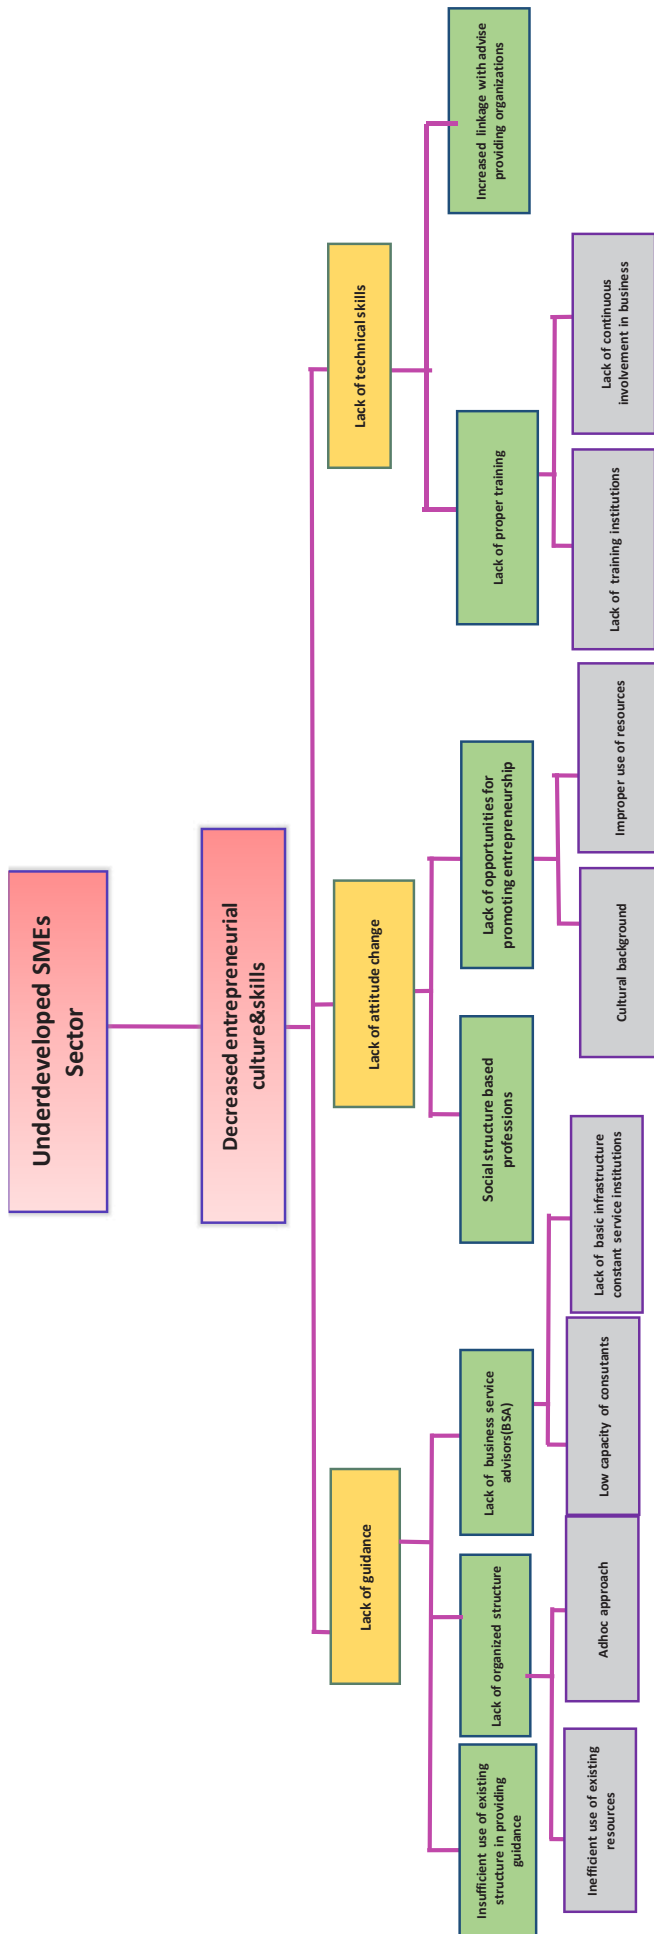 Underdeveloped SMEs
Sector
Decreased entrepreneurial
culture&skills
Lack of guidance
Lack of attitude change
Lack of technical skills
Insufficient use of existing
structure in providing
guidance
Lack of organized structure
Lack of business service
advisors(BSA)
Social structure based
professions
Lack of opportunities for
promoting entrepreneurship
Lack of proper training
Increased linkage with advise
providing organizations
Inefficient use of existing
resources
Adhoc approach
Low capacity of consutants
Lack of basic infrastructure
constant service institutions
Cultural background
Improper use of resources
Lack of training institutions
Lack of continuous
involvement in business